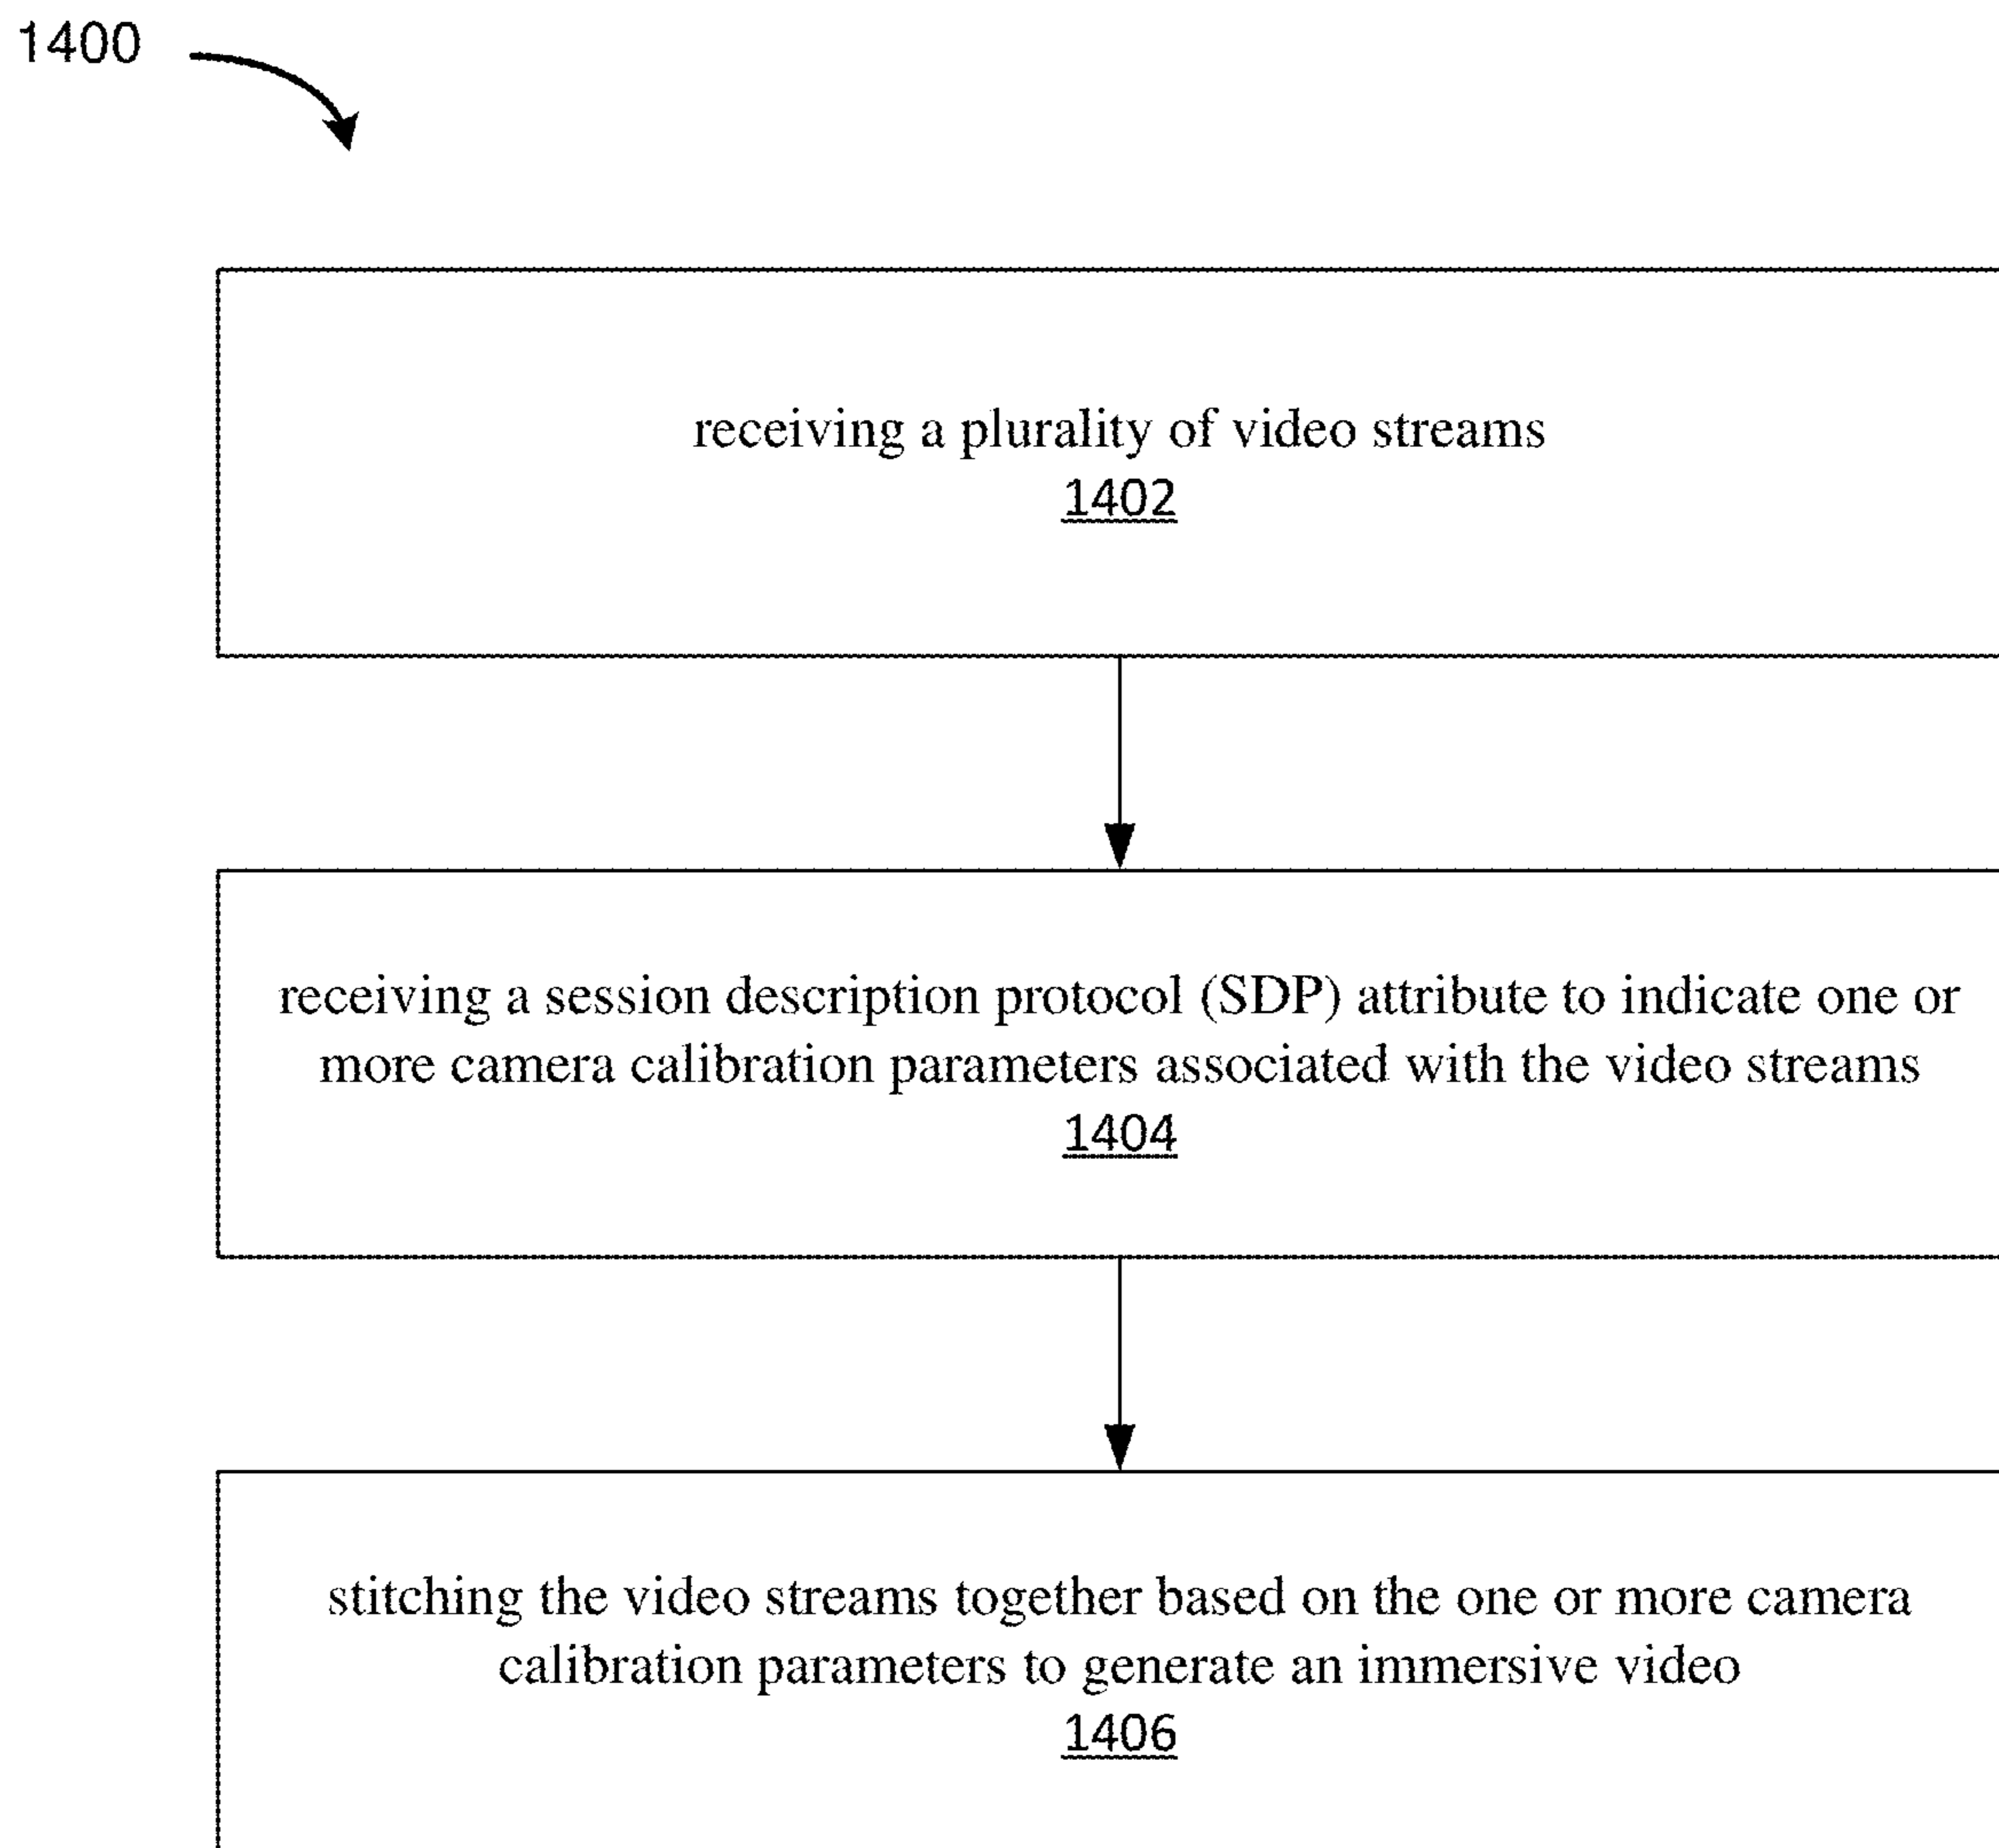 1400
receiving a plurality of video streams
1402
receiving a session description protocol (SDP) attribute to indicate one or
more camera calibration parameters associated with the video streams
1404
stitching the video streams together based on the one or more camera
calibration parameters to generate an immersive video
1406